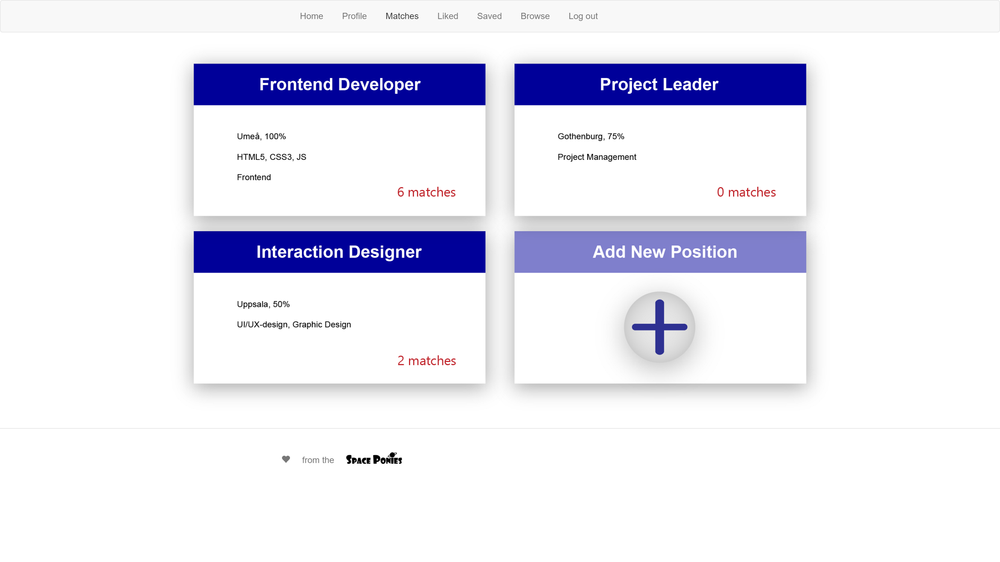 Home Profile Matches Liked Saved Browse Log out
Frontend Developer
Umeå, 100%
HTML5, CSS3, JS
Frontend
6 matches
Project Leader
Gothenburg, 75%
Project Management
0 matches
Interaction Designer
Uppsala, 50%
UI/UX-design, Graphic Design
2 matches
Add New Position
from the SPACE PONIES